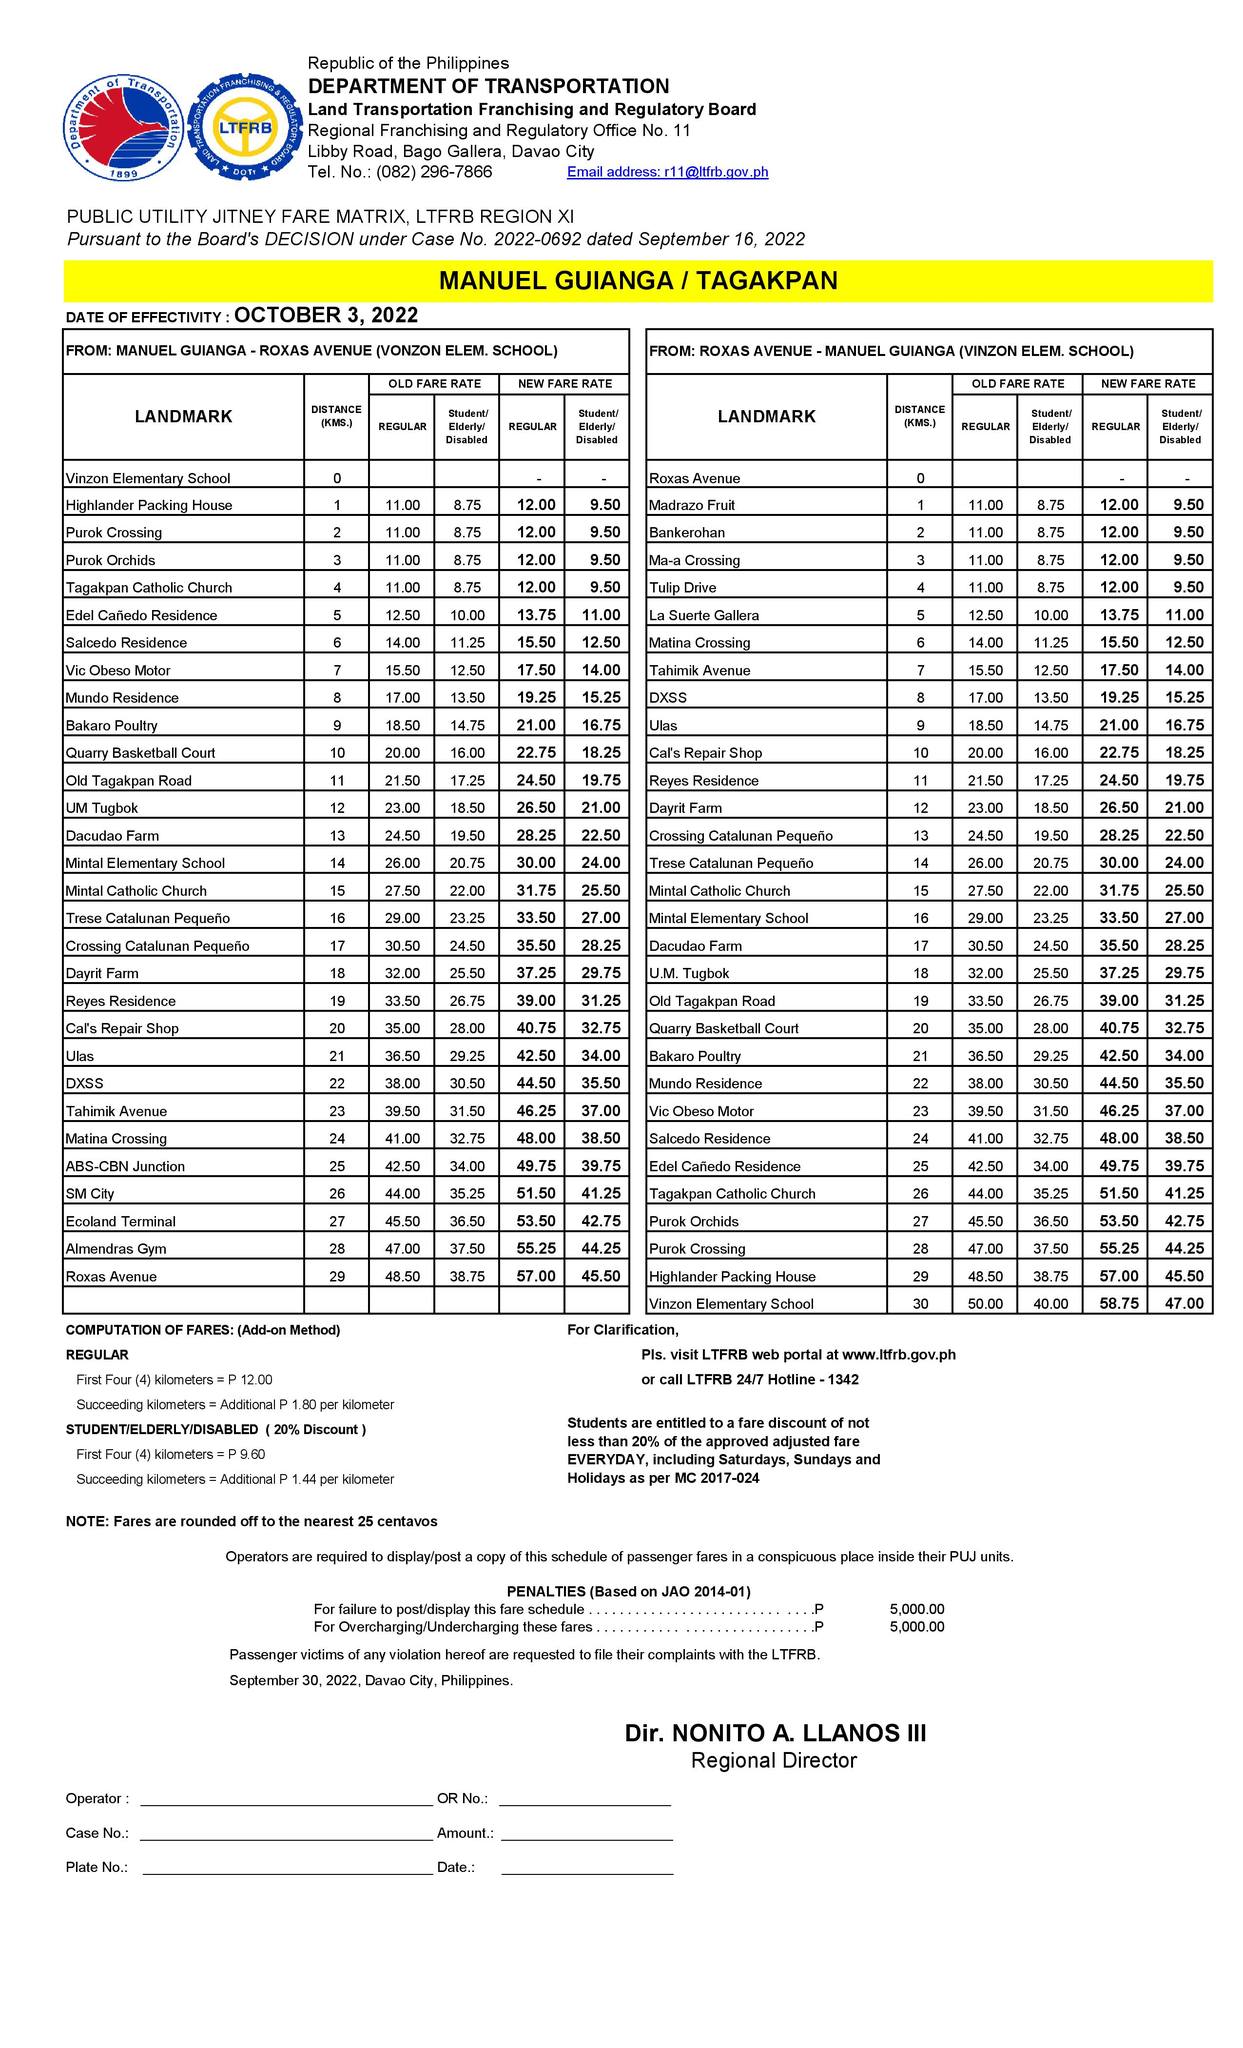 Republic of the Philippines
DEPARTMENT OF TRANSPORTATION
Land Transportation Franchising and Regulatory Board
Regional Franchising and Regulatory Office No. 11
Libby Road, Bago Gallera, Davao City
Tel. No.: (082) 296-7866 Email address: r11@ltfrb.gov.ph
Department of Transportation
1899
LAND TRANSPORTATION FRANCHISING & REGULATORY BOARD
LTFRB
DOTr
PUBLIC UTILITY JITNEY FARE MATRIX, LTFRB REGION XI
Pursuant to the Board's DECISION under Case No. 2022-0692 dated September 16, 2022
MANUEL GUIANGA / TAGAKPAN
DATE OF EFFECTIVITY : OCTOBER 3, 2022
FROM: MANUEL GUIANGA - ROXAS AVENUE (VONZON ELEM. SCHOOL)
LANDMARK DISTANCE (KMS.) OLD FARE RATE NEW FARE RATE
REGULAR Student/ Elderly/ Disabled REGULAR Student/ Elderly/ Disabled
Vinzon Elementary School 0 - -
Highlander Packing House 1 11.00 8.75 12.00 9.50
Purok Crossing 2 11.00 8.75 12.00 9.50
Purok Orchids 3 11.00 8.75 12.00 9.50
Tagakpan Catholic Church 4 11.00 8.75 12.00 9.50
Edel Cañedo Residence 5 12.50 10.00 13.75 11.00
Salcedo Residence 6 14.00 11.25 15.50 12.50
Vic Obeso Motor 7 15.50 12.50 17.50 14.00
Mundo Residence 8 17.00 13.50 19.25 15.25
Bakaro Poultry 9 18.50 14.75 21.00 16.75
Quarry Basketball Court 10 20.00 16.00 22.75 18.25
Old Tagakpan Road 11 21.50 17.25 24.50 19.75
UM Tugbok 12 23.00 18.50 26.50 21.00
Dacudao Farm 13 24.50 19.50 28.25 22.50
Mintal Elementary School 14 26.00 20.75 30.00 24.00
Mintal Catholic Church 15 27.50 22.00 31.75 25.50
Trese Catalunan Pequeño 16 29.00 23.25 33.50 27.00
Crossing Catalunan Pequeño 17 30.50 24.50 35.50 28.25
Dayrit Farm 18 32.00 25.50 37.25 29.75
Reyes Residence 19 33.50 26.75 39.00 31.25
Cal's Repair Shop 20 35.00 28.00 40.75 32.75
Ulas 21 36.50 29.25 42.50 34.00
DXSS 22 38.00 30.50 44.50 35.50
Tahimik Avenue 23 39.50 31.50 46.25 37.00
Matina Crossing 24 41.00 32.75 48.00 38.50
ABS-CBN Junction 25 42.50 34.00 49.75 39.75
SM City 26 44.00 35.25 51.50 41.25
Ecoland Terminal 27 45.50 36.50 53.50 42.75
Almendras Gym 28 47.00 37.50 55.25 44.25
Roxas Avenue 29 48.50 38.75 57.00 45.50
FROM: ROXAS AVENUE - MANUEL GUIANGA (VINZON ELEM. SCHOOL)
LANDMARK DISTANCE (KMS.) OLD FARE RATE NEW FARE RATE
REGULAR Student/ Elderly/ Disabled REGULAR Student/ Elderly/ Disabled
Roxas Avenue 0 - -
Madrazo Fruit 1 11.00 8.75 12.00 9.50
Bankerohan 2 11.00 8.75 12.00 9.50
Ma-a Crossing 3 11.00 8.75 12.00 9.50
Tulip Drive 4 11.00 8.75 12.00 9.50
La Suerte Gallera 5 12.50 10.00 13.75 11.00
Matina Crossing 6 14.00 11.25 15.50 12.50
Tahimik Avenue 7 15.50 12.50 17.50 14.00
DXSS 8 17.00 13.50 19.25 15.25
Ulas 9 18.50 14.75 21.00 16.75
Cal's Repair Shop 10 20.00 16.00 22.75 18.25
Reyes Residence 11 21.50 17.25 24.50 19.75
Dayrit Farm 12 23.00 18.50 26.50 21.00
Crossing Catalunan Pequeño 13 24.50 19.50 28.25 22.50
Trese Catalunan Pequeño 14 26.00 20.75 30.00 24.00
Mintal Catholic Church 15 27.50 22.00 31.75 25.50
Mintal Elementary School 16 29.00 23.25 33.50 27.00
Dacudao Farm 17 30.50 24.50 35.50 28.25
U.M. Tugbok 18 32.00 25.50 37.25 29.75
Old Tagakpan Road 19 33.50 26.75 39.00 31.25
Quarry Basketball Court 20 35.00 28.00 40.75 32.75
Bakaro Poultry 21 36.50 29.25 42.50 34.00
Mundo Residence 22 38.00 30.50 44.50 35.50
Vic Obeso Motor 23 39.50 31.50 46.25 37.00
Salcedo Residence 24 41.00 32.75 48.00 38.50
Edel Cañedo Residence 25 42.50 34.00 49.75 39.75
Tagakpan Catholic Church 26 44.00 35.25 51.50 41.25
Purok Orchids 27 45.50 36.50 53.50 42.75
Purok Crossing 28 47.00 37.50 55.25 44.25
Highlander Packing House 29 48.50 38.75 57.00 45.50
Vinzon Elementary School 30 50.00 40.00 58.75 47.00
COMPUTATION OF FARES: (Add-on Method)
REGULAR
First Four (4) kilometers = P 12.00
Succeeding kilometers = Additional P 1.80 per kilometer
STUDENT/ELDERLY/DISABLED ( 20% Discount )
First Four (4) kilometers = P 9.60
Succeeding kilometers = Additional P 1.44 per kilometer
For Clarification,
Pls. visit LTFRB web portal at www.ltfrb.gov.ph
or call LTFRB 24/7 Hotline - 1342
Students are entitled to a fare discount of not
less than 20% of the approved adjusted fare
EVERYDAY, including Saturdays, Sundays and
Holidays as per MC 2017-024
NOTE: Fares are rounded off to the nearest 25 centavos
Operators are required to display/post a copy of this schedule of passenger fares in a conspicuous place inside their PUJ units.
PENALTIES (Based on JAO 2014-01)
For failure to post/display this fare schedule . . . . . . . . . . . . . . . . . . . . . . . . . . . . .P 5,000.00
For Overcharging/Undercharging these fares . . . . . . . . . . . . . . . . . . . . . . . . . . . .P 5,000.00
Passenger victims of any violation hereof are requested to file their complaints with the LTFRB.
September 30, 2022, Davao City, Philippines.
Dir. NONITO A. LLANOS III
Regional Director
Operator : OR No.:
Case No.: Amount.:
Plate No.: Date.: